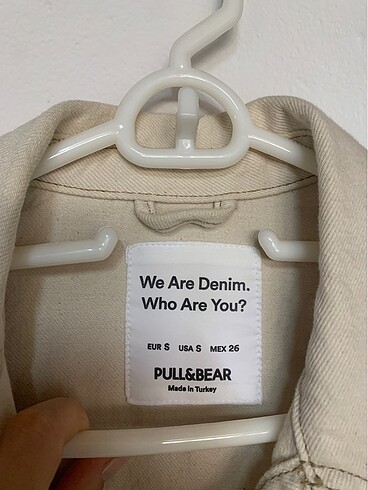 We Are Denim.
Who Are You?
EUR S USA S MEX 26
PULL&BEAR
Made in Turkey